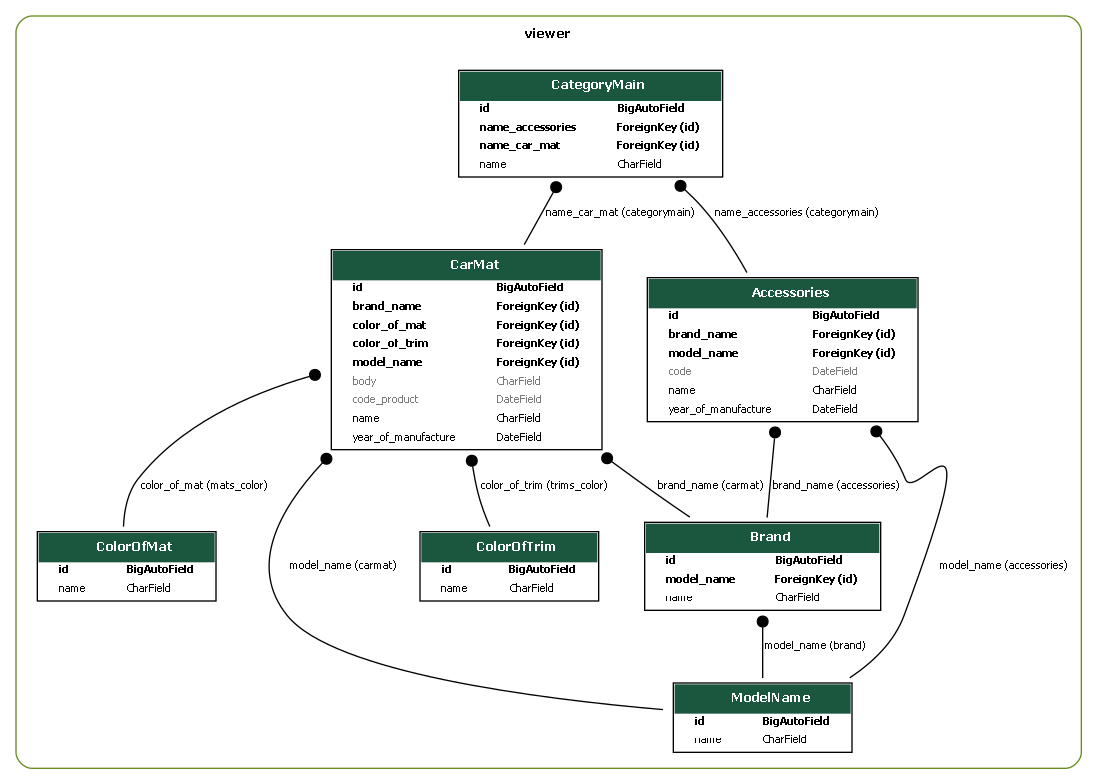 viewer
CategoryMain
id BigAutoField
name_accessories ForeignKey (id)
name_car_mat ForeignKey (id)
name CharField
name_car_mat (categorymain)
name_accessories (categorymain)
CarMat
id BigAutoField
brand_name ForeignKey (id)
color_of_mat ForeignKey (id)
color_of_trim ForeignKey (id)
model_name ForeignKey (id)
body CharField
code_product DateField
name CharField
year_of_manufacture DateField
Accessories
id BigAutoField
brand_name ForeignKey (id)
model_name ForeignKey (id)
code DateField
name CharField
year_of_manufacture DateField
color_of_mat (mats_color)
color_of_trim (trims_color)
brand_name (carmat)
brand_name (accessories)
ColorOfMat
id BigAutoField
name CharField
model_name (carmat)
ColorOfTrim
id BigAutoField
name CharField
Brand
id BigAutoField
model_name ForeignKey (id)
name CharField
model_name (accessories)
model_name (brand)
ModelName
id BigAutoField
name CharField